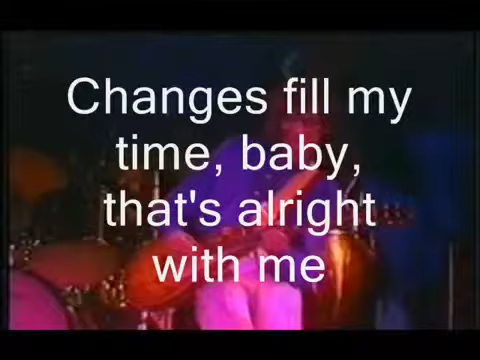 Changes fill my
time, baby,
that's alright
with me